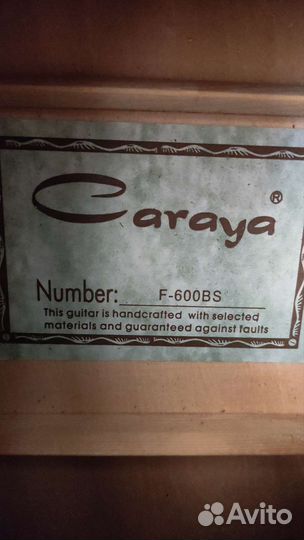 Caraya ®
Number: F-600BS
This guitar is handcrafted with selected
materials and guaranteed against faults
Avito